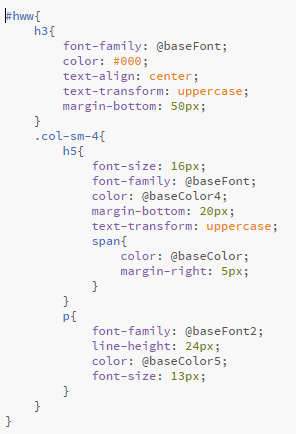 #hww{
    h3{
        font-family: @baseFont;
        color: #000;
        text-align: center;
        text-transform: uppercase;
        margin-bottom: 50px;
    }
    .col-sm-4{
        h5{
            font-size: 16px;
            font-family: @baseFont;
            color: @baseColor4;
            margin-bottom: 20px;
            text-transform: uppercase;
            span{
                color: @baseColor;
                margin-right: 5px;
            }
        }
        p{
            font-family: @baseFont2;
            line-height: 24px;
            color: @baseColor5;
            font-size: 13px;
        }
    }
}